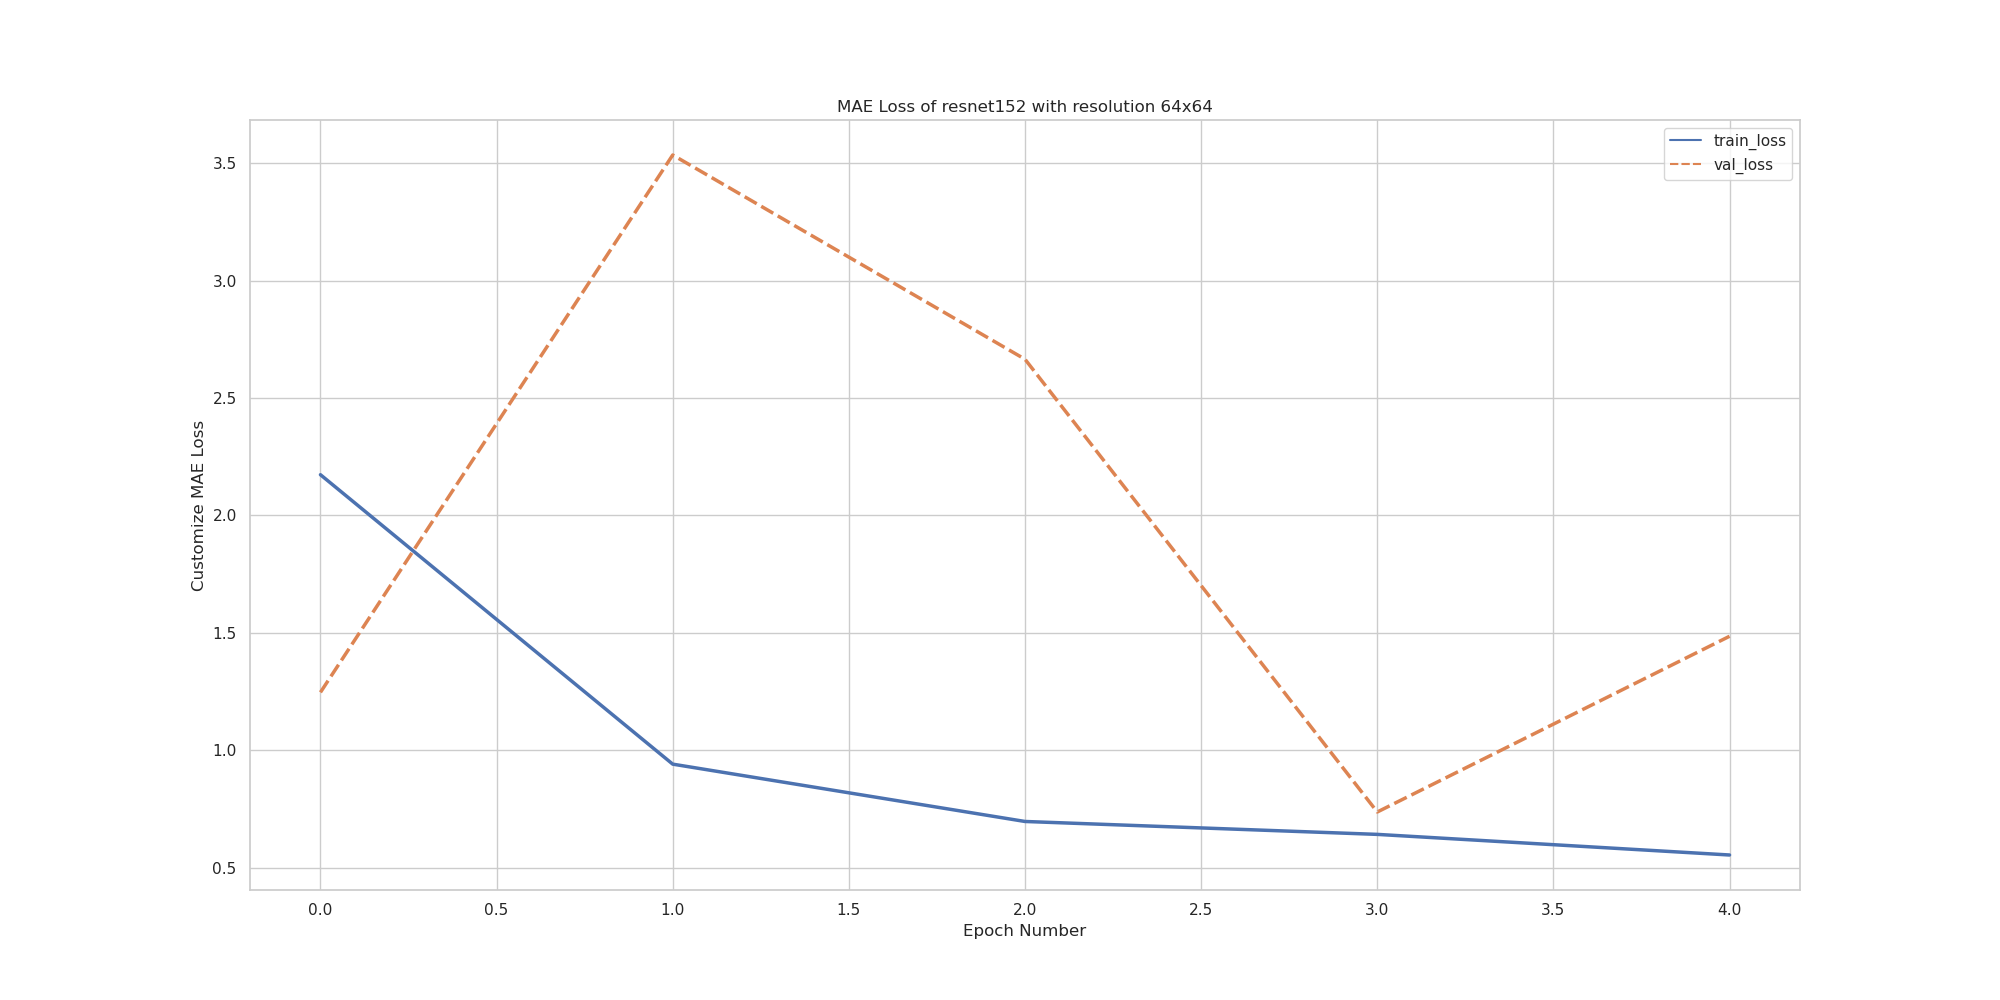 MAE Loss of resnet152 with resolution 64x64
train_loss
val_loss
3.5
3.0
2.5
2.0
1.5
1.0
0.5
Customize MAE Loss
0.0 0.5 1.0 1.5 2.0 2.5 3.0 3.5 4.0
Epoch Number